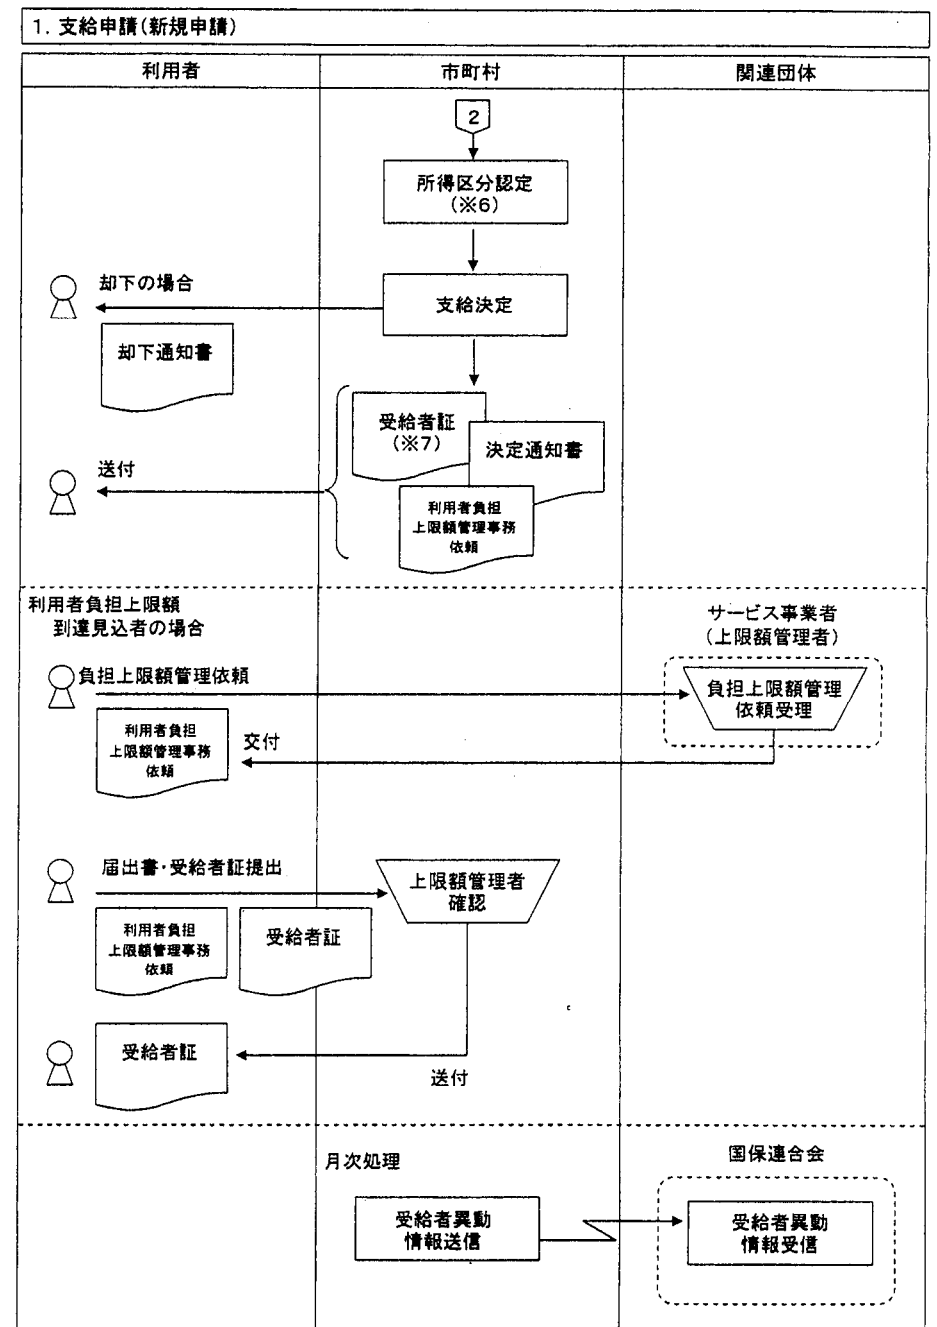 1．支給申請（新規申請）
利用者
市町村
関連団体
2
所得区分認定
（※6）
却下の場合
支給決定
却下通知書
受給者証
（※7）
決定通知書
送付
利用者負担
上限額管理事務
依頼
利用者負担上限額
到達見込者の場合
サービス事業者
（上限額管理者）
負担上限額管理依頼
負担上限額管理
依頼受理
利用者負担
上限額管理事務
依頼
交付
届出書・受給者証提出
上限額管理者
確認
利用者負担
上限額管理事務
依頼
受給者証
受給者証
送付
月次処理
国保連合会
受給者異動
情報送信
受給者異動
情報受信